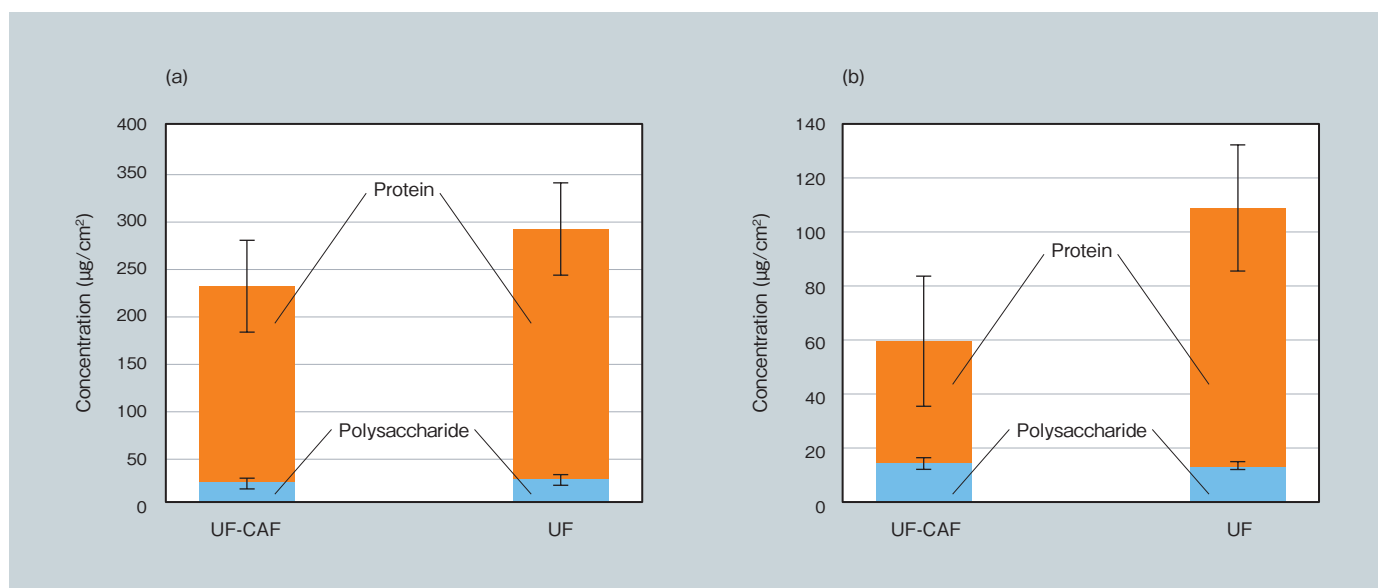 (a)
Concentration (µg/cm²)
400
350
300
250
200
150
100
50
0
Protein
Polysaccharide
UF-CAF
UF
(b)
Concentration (µg/cm²)
140
120
100
80
60
40
20
0
Protein
Polysaccharide
UF-CAF
UF